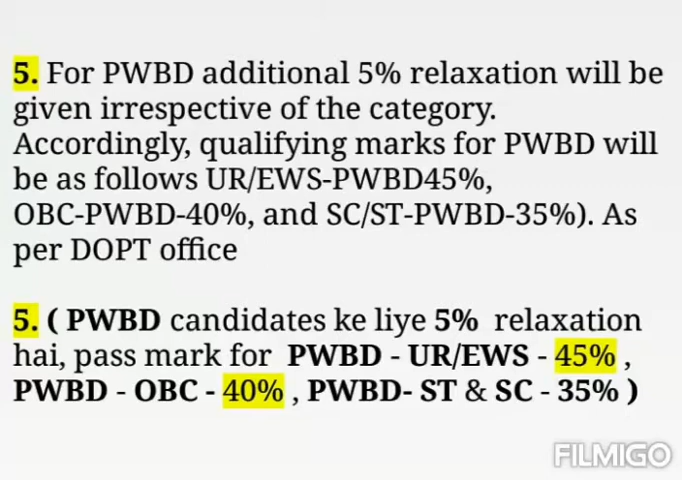 5. For PWBD additional 5% relaxation will be
given irrespective of the category.
Accordingly, qualifying marks for PWBD will
be as follows UR/EWS-PWBD45%,
OBC-PWBD-40%, and SC/ST-PWBD-35%). As
per DOPT office
5. ( PWBD candidates ke liye 5% relaxation
hai, pass mark for PWBD - UR/EWS - 45% ,
PWBD - OBC - 40% , PWBD- ST & SC - 35% )
FILMIGO